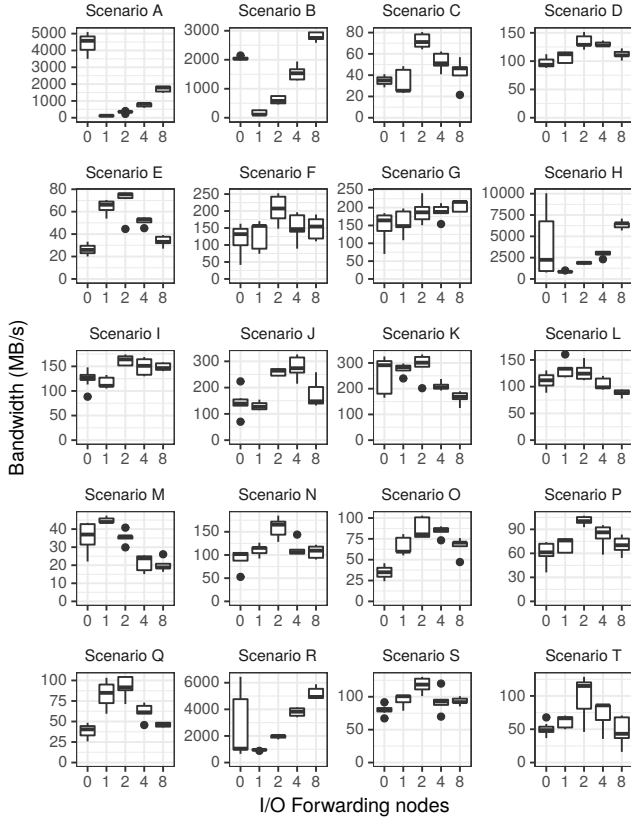 Scenario A
Scenario B
Scenario C
Scenario D
5000
4000
3000
2000
1000
0
0 1 2 4 8
3000
2000
1000
0
0 1 2 4 8
80
60
40
20
0
0 1 2 4 8
150
100
50
0
0 1 2 4 8
Scenario E
Scenario F
Scenario G
Scenario H
80
60
40
20
0
0 1 2 4 8
250
200
150
100
50
0
0 1 2 4 8
250
200
150
100
50
0
0 1 2 4 8
10000
7500
5000
2500
0
0 1 2 4 8
Bandwidth (MB/s)
Scenario I
Scenario J
Scenario K
Scenario L
150
100
50
0
0 1 2 4 8
300
200
100
0
0 1 2 4 8
300
200
100
0
0 1 2 4 8
150
100
50
0
0 1 2 4 8
Scenario M
Scenario N
Scenario O
Scenario P
40
30
20
10
0
0 1 2 4 8
150
100
50
0
0 1 2 4 8
100
75
50
25
0
0 1 2 4 8
90
60
30
0
0 1 2 4 8
Scenario Q
Scenario R
Scenario S
Scenario T
100
75
50
25
0
0 1 2 4 8
6000
4000
2000
0
0 1 2 4 8
100
50
0
0 1 2 4 8
100
50
0
0 1 2 4 8
I/O Forwarding nodes